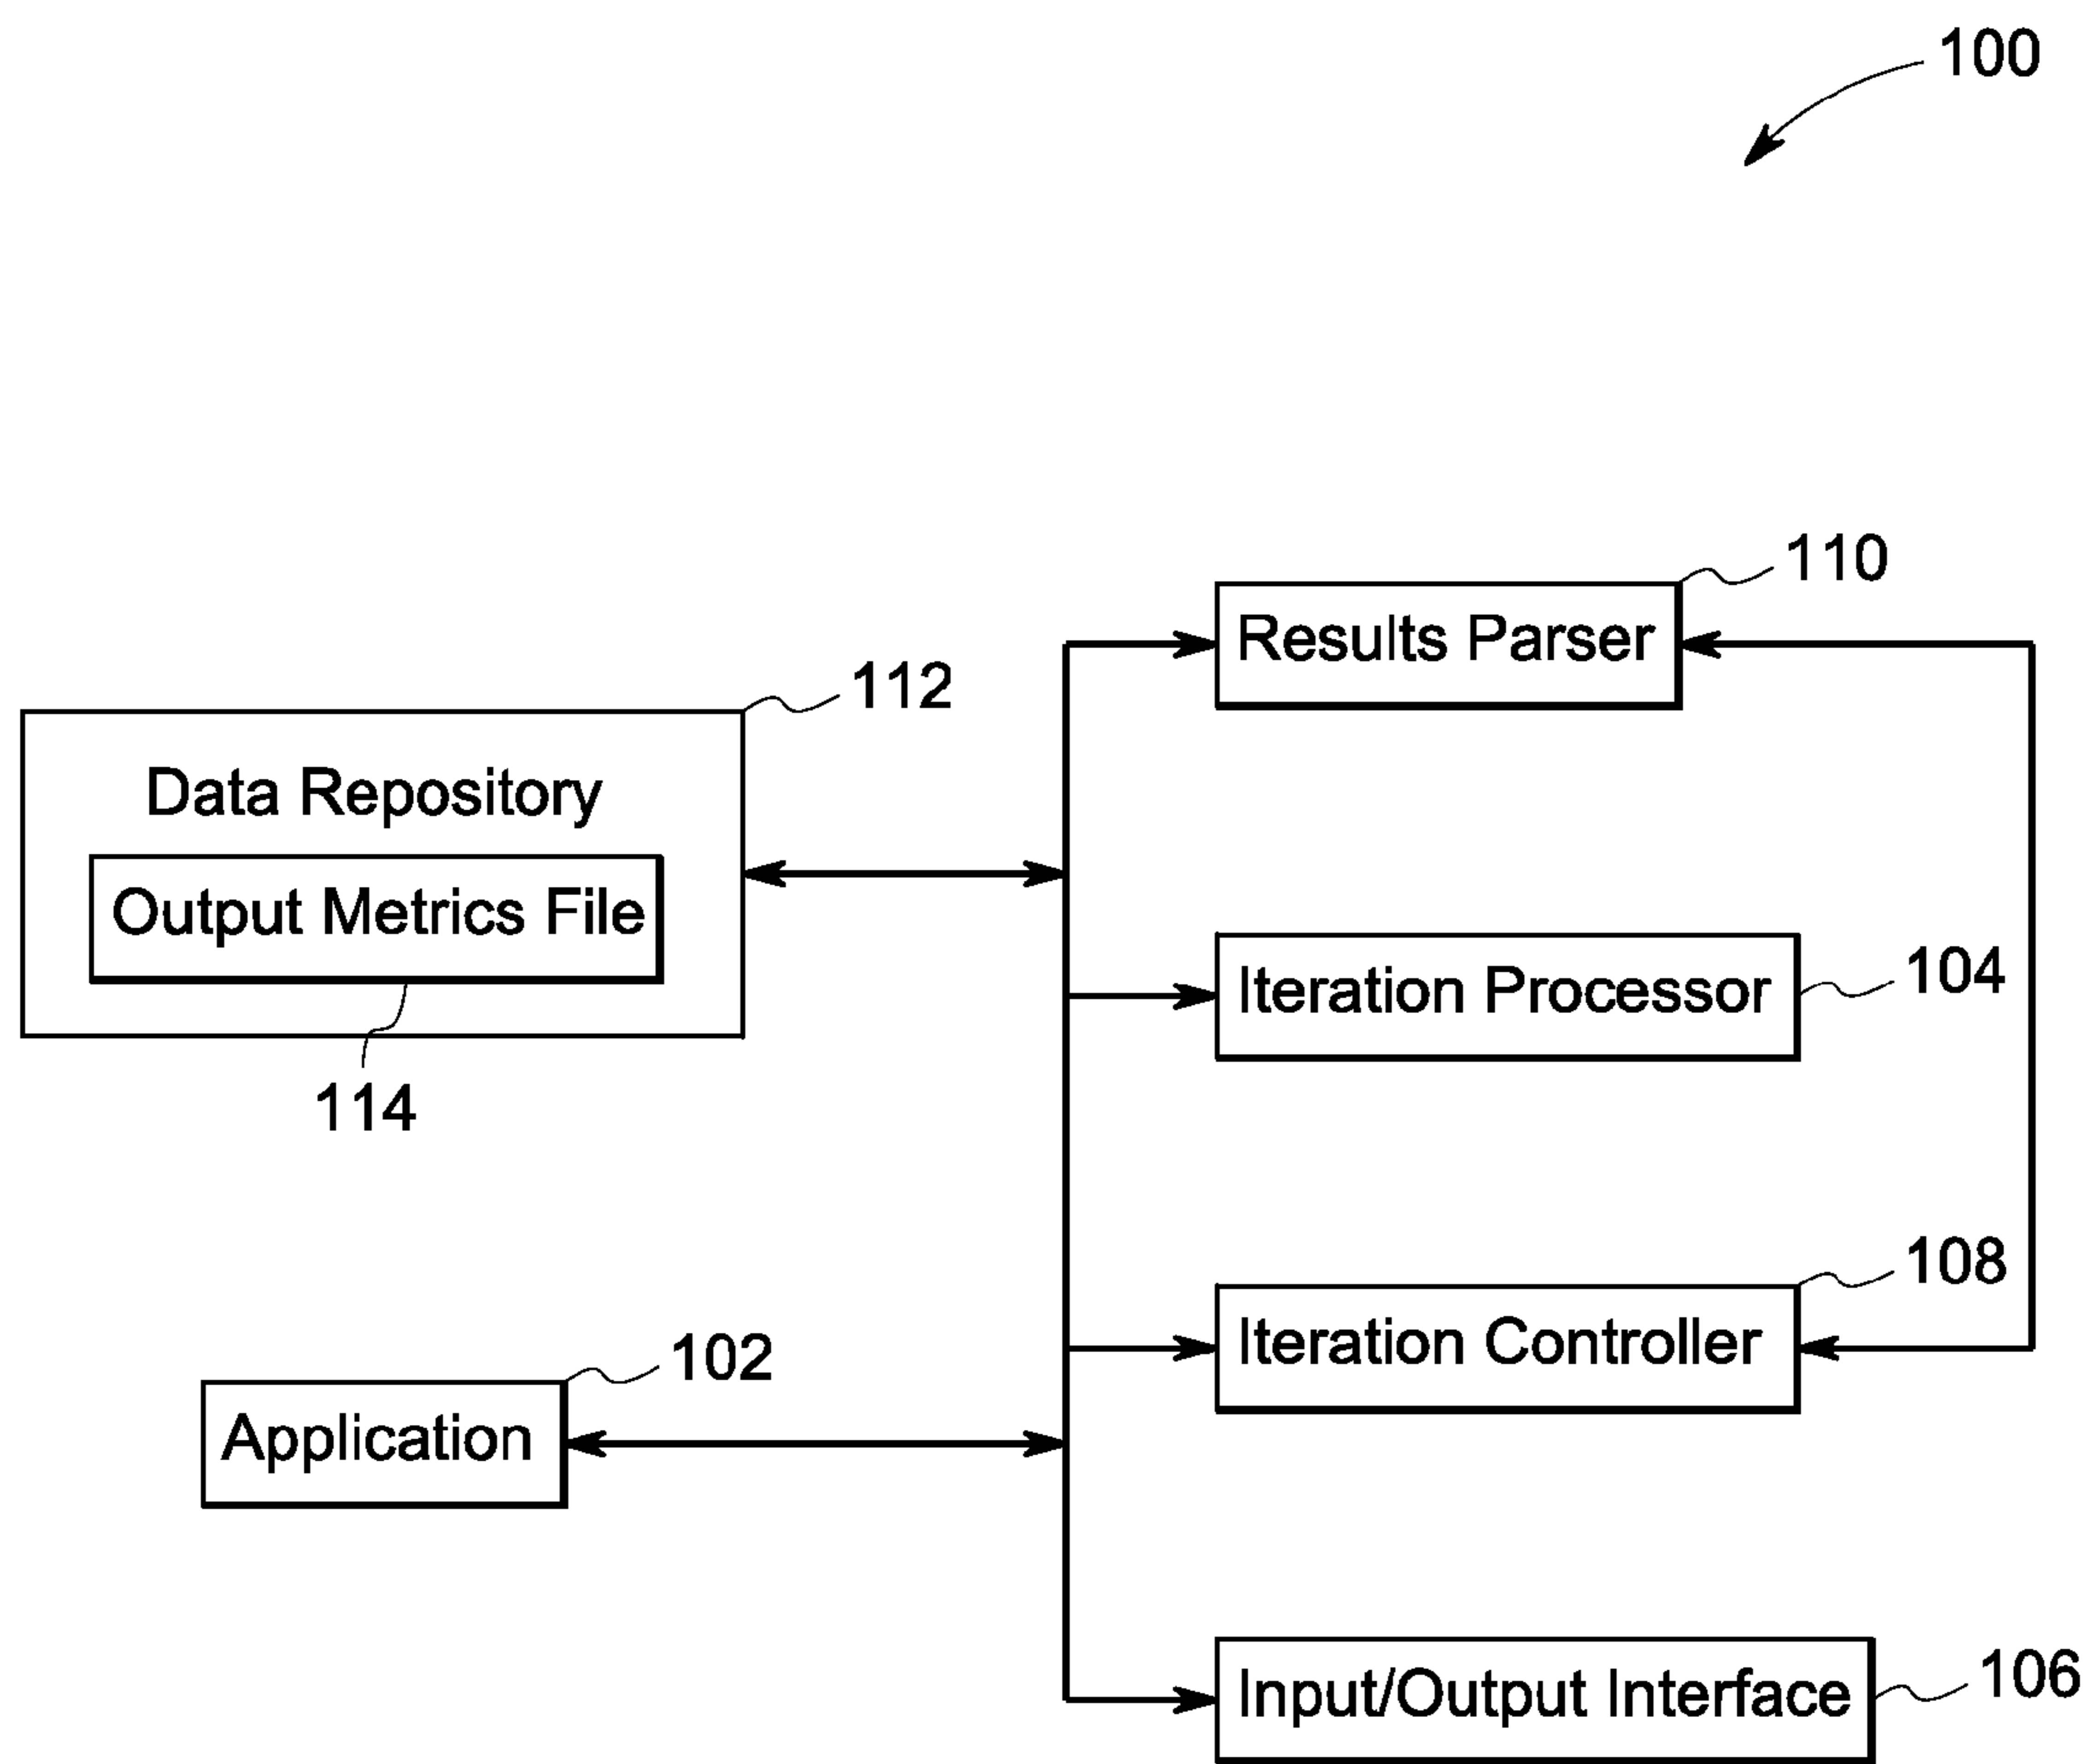 100
110
Results Parser
112
Data Repository
Output Metrics File
104
Iteration Processor
114
108
Iteration Controller
102
Application
106
Input/Output Interface